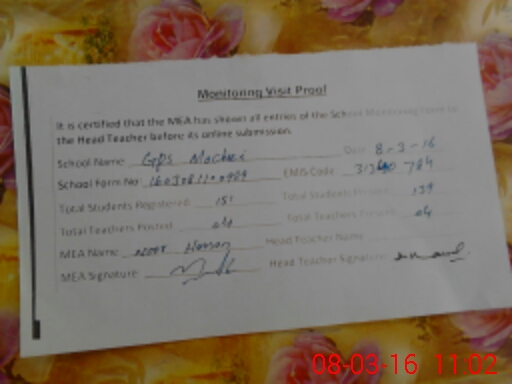 Monitoring Visit Proof
It is certified that the MEA has shown all entries of the School Monitoring Form to
the Head Teacher before its online submission.
School Name GPS Date 8-3-16
School Form No EMIS Code
Total Students Registered 151 Total Students Present 139
Total Teachers Posted 04 Total Teachers Present 04
MEA Name Hassan Head Teacher Name
MEA Signature Head Teacher Signature
08-03-16 11:02